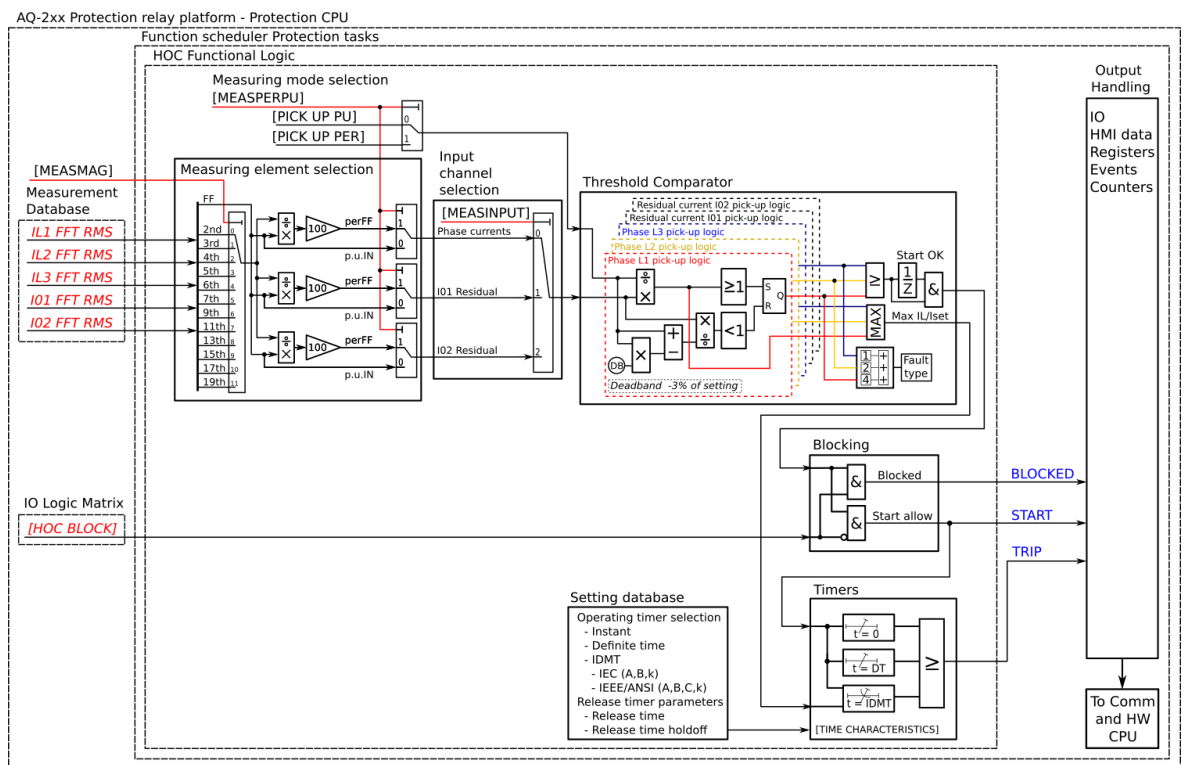 AQ-2xx Protection relay platform - Protection CPU
Function scheduler Protection tasks
HOC Functional Logic
Measuring mode selection
[MEASPERPU]
[PICK UP PU]
[PICK UP PER]
0
1
[MEASMAG]
Measurement
Database
IL1 FFT RMS
IL2 FFT RMS
IL3 FFT RMS
I01 FFT RMS
I02 FFT RMS
Measuring element selection
FF
2nd
3rd
4th
5th
6th
7th
9th
11th
13th
15th
17th
19th
0
1
2
3
4
5
6
7
8
9
10
11
÷
×
100
perFF
p.u.IN
1
0
÷
×
100
perFF
p.u.IN
1
0
÷
×
100
perFF
p.u.IN
1
0
Input
channel
selection
[MEASINPUT]
Phase currents
0
I01 Residual
1
I02 Residual
2
Threshold Comparator
Residual current I02 pick-up logic
Residual current I01 pick-up logic
Phase L3 pick-up logic
Phase L2 pick-up logic
Phase L1 pick-up logic
÷
×
≥1
S
Q
R
×
÷
<1
+
−
×
DB
Deadband -3% of setting
≥
1
Z
Start OK
&
MAX
Max IL/Iset
1 +
2 +
4 +
Fault
type
Blocking
&
Blocked
&
Start allow
IO Logic Matrix
[HOC BLOCK]
BLOCKED
START
TRIP
Setting database
Operating timer selection
- Instant
- Definite time
- IDMT
- IEC (A,B,k)
- IEEE/ANSI (A,B,C,k)
Release timer parameters
- Release time
- Release time holdoff
Timers
t = 0
t = DT
t = IDMT
≥
[TIME CHARACTERISTICS]
Output
Handling
IO
HMI data
Registers
Events
Counters
To Comm
and HW
CPU